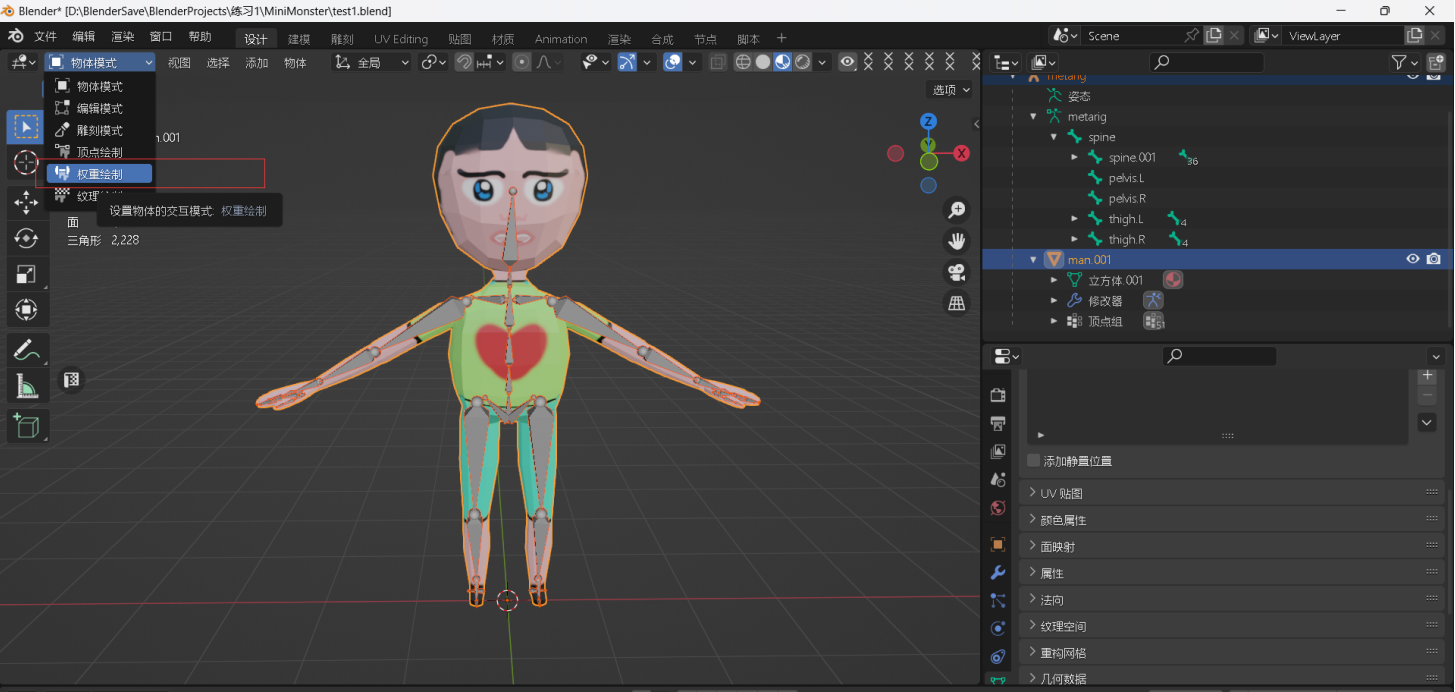 Blender* [D:\BlenderSave\BlenderProjects\练习1\MiniMonster\test1.blend]
文件 编辑 渲染 窗口 帮助 设计 建模 雕刻 UV Editing 贴图 材质 Animation 渲染 合成 节点 脚本 + Scene ViewLayer
物体模式 视图 选择 添加 物体 全局
选项
物体模式
编辑模式
雕刻模式
n.001
顶点绘制
权重绘制
设置物体的交互模式: 权重绘制
面
三角形 2,228
Z
Y
X
metarig
姿态
metarig
spine
spine.001 36
pelvis.L
pelvis.R
thigh.L 4
thigh.R 4
man.001
立方体.001
修改器
顶点组 51
添加静置位置
UV 贴图
颜色属性
面映射
属性
法向
纹理空间
重构网格
几何数据